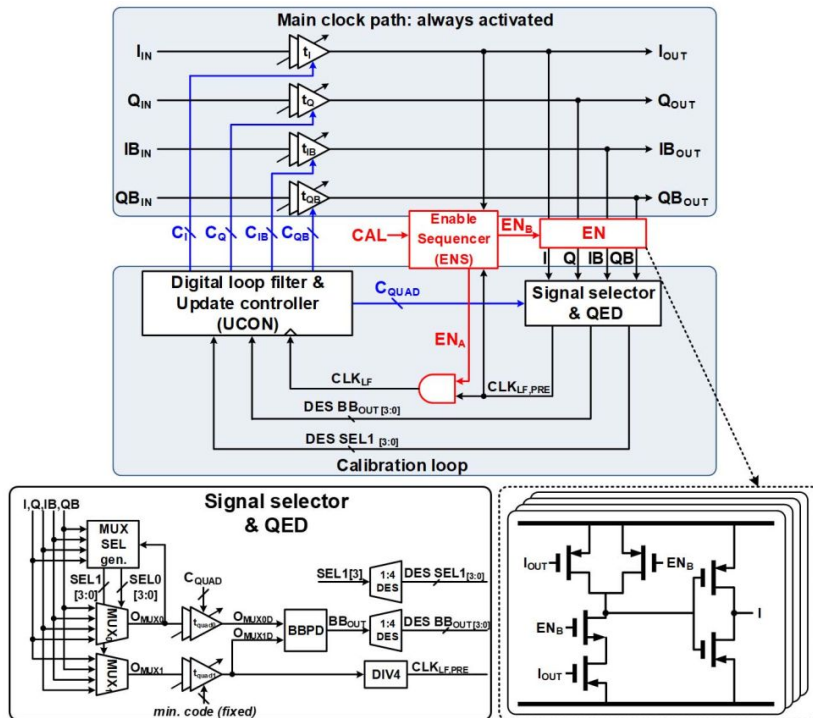 Main clock path: always activated
I_IN
t_I
I_OUT
Q_IN
t_Q
Q_OUT
IB_IN
t_IB
IB_OUT
QB_IN
t_QB
QB_OUT
C_I C_Q C_IB C_QB
CAL
Enable
Sequencer
(ENS)
EN_B
EN
I Q IB QB
Digital loop filter &
Update controller
(UCON)
C_QUAD
Signal selector
& QED
EN_A
CLK_LF
CLK_LF,PRE
DES BB_OUT [3:0]
DES SEL1 [3:0]
Calibration loop
I,Q,IB,QB
Signal selector
& QED
MUX
SEL
gen.
SEL1
[3:0]
SEL0
[3:0]
C_QUAD
SEL1[3]
1:4
DES
DES SEL1[3:0]
MUX0
O_MUX0
t_quad0
O_MUX0D
O_MUX1D
BBPD
BB_OUT
1:4
DES
DES BB_OUT[3:0]
MUX1
O_MUX1
t_quad1
DIV4
CLK_LF,PRE
min. code (fixed)
I_OUT
EN_B
EN_B
I
I_OUT